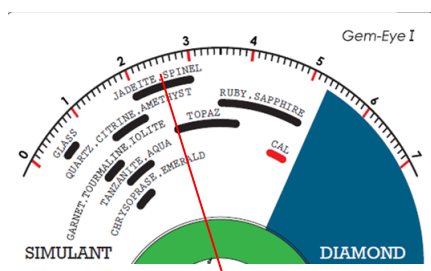 Gem-Eye I
0 1 2 3 4 5 6 7
JADEITE,SPINEL
RUBY,SAPPHIRE
QUARTZ,CITRINE,AMETHYST
TOPAZ
GLASS
GARNET,TOURMALINE,IOLITE
CAL
TANZANITE,AQUA
CHRYSOPRASE,EMERALD
SIMULANT
DIAMOND